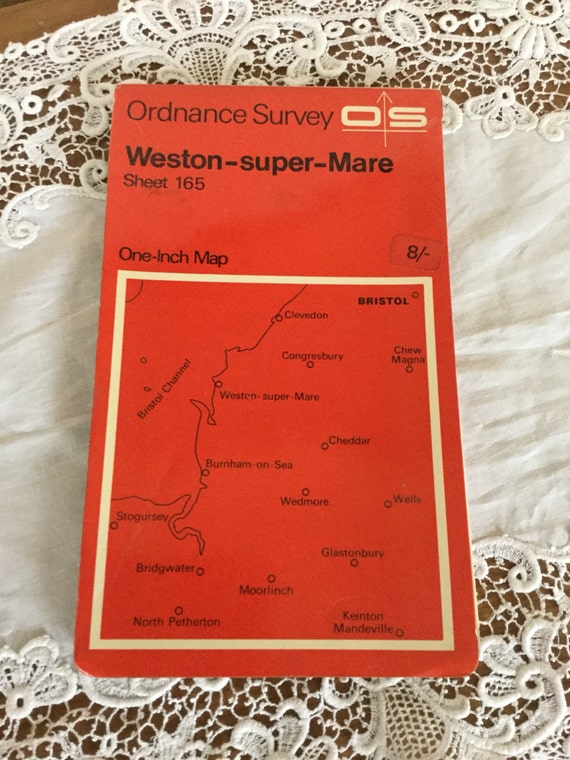 Ordnance Survey OS
Weston-super-Mare
Sheet 165
One-Inch Map
8/-
BRISTOL
Clevedon
Congresbury
Chew
Magna
Bristol Channel
Weston-super-Mare
Cheddar
Burnham-on-Sea
Wedmore
Wells
Stogursey
Glastonbury
Bridgwater
Moorlinch
North Petherton
Keinton
Mandeville